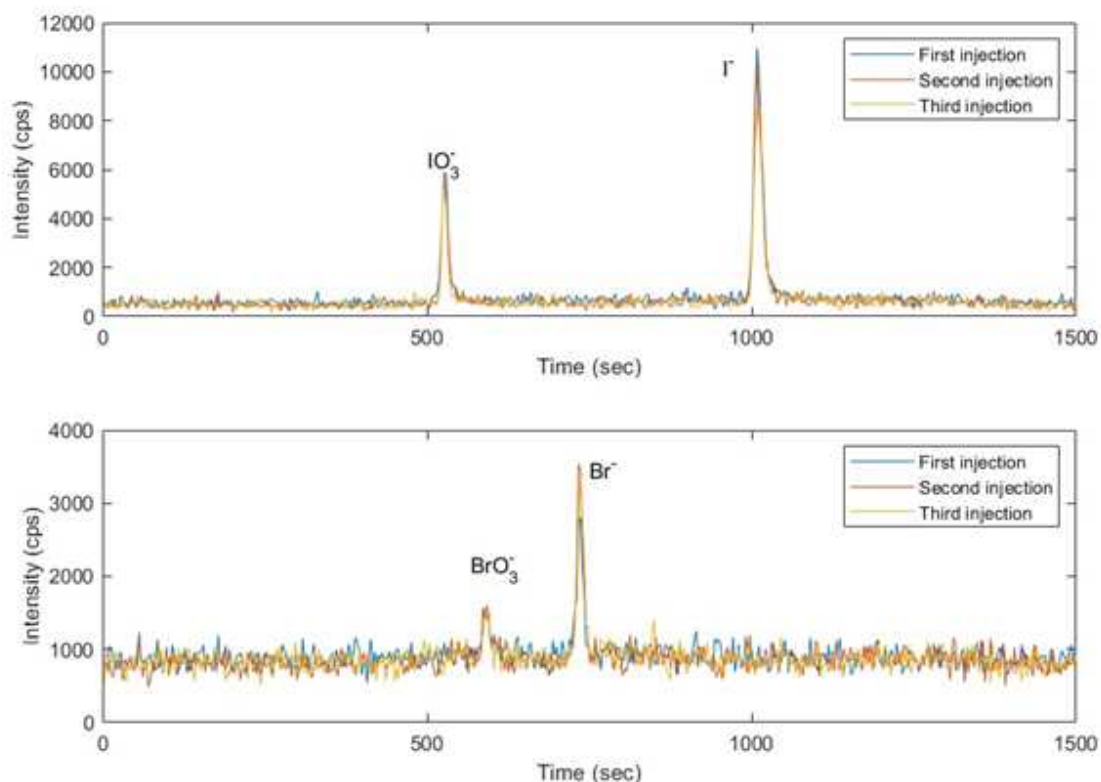 12000
10000
8000
6000
4000
2000
0
Intensity (cps)
IO₃⁻
I⁻
First injection
Second injection
Third injection
0 500 1000 1500
Time (sec)
4000
3000
2000
1000
0
Intensity (cps)
BrO₃⁻
Br⁻
First injection
Second injection
Third injection
0 500 1000 1500
Time (sec)